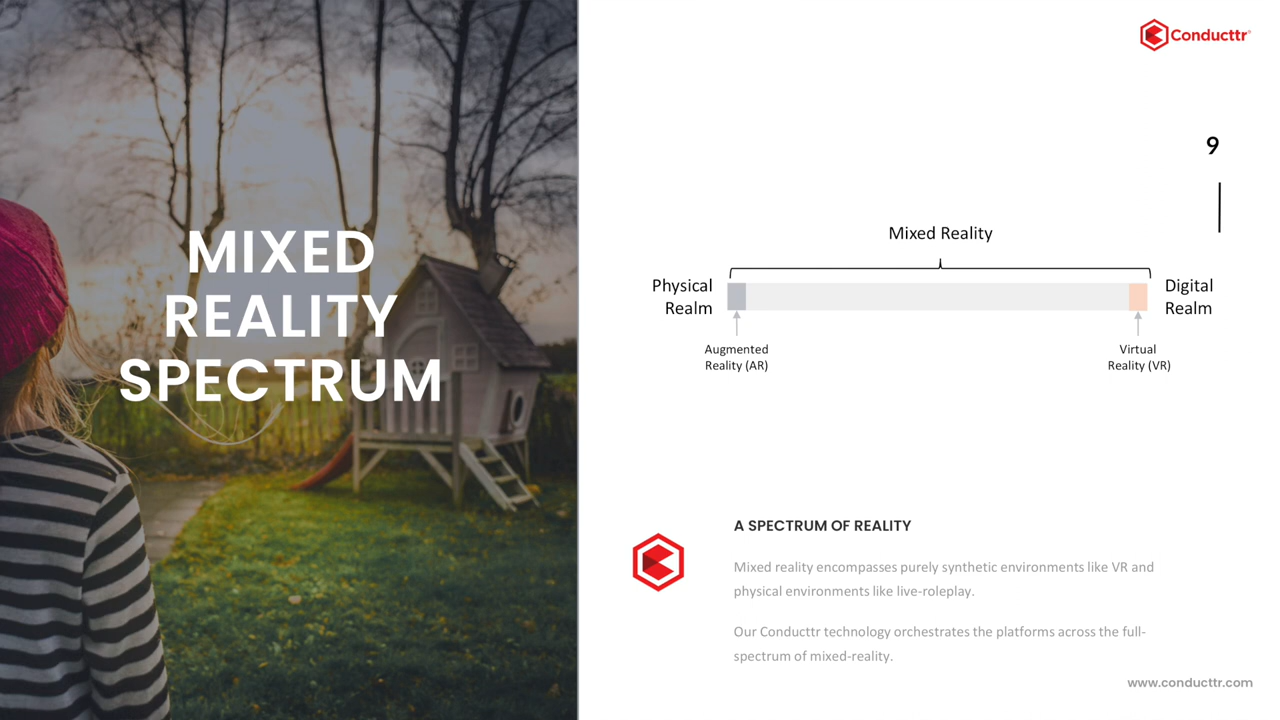 MIXED
REALITY
SPECTRUM
Conducttr®
9
Mixed Reality
Physical
Realm
Digital
Realm
Augmented
Reality (AR)
Virtual
Reality (VR)
A SPECTRUM OF REALITY
Mixed reality encompasses purely synthetic environments like VR and
physical environments like live-roleplay.
Our Conducttr technology orchestrates the platforms across the full-
spectrum of mixed-reality.
www.conducttr.com